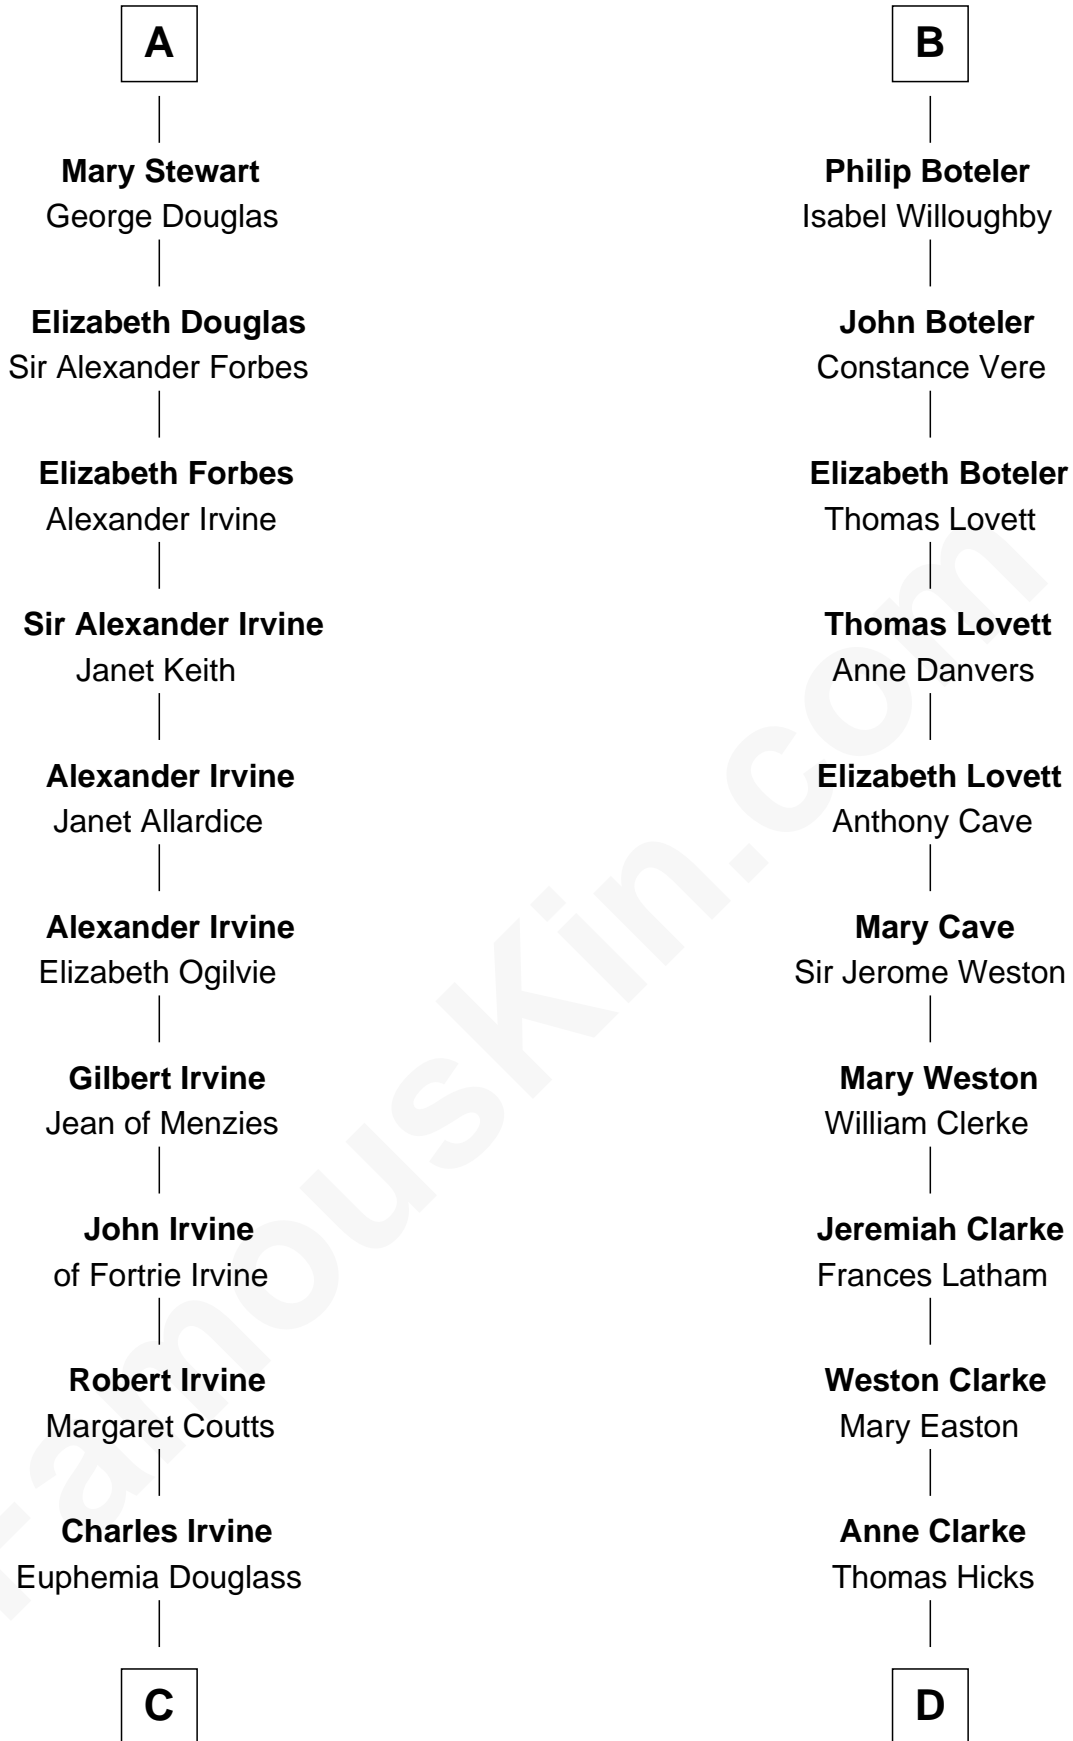 A
Mary Stewart
George Douglas
Elizabeth Douglas
Sir Alexander Forbes
Elizabeth Forbes
Alexander Irvine
Sir Alexander Irvine
Janet Keith
Alexander Irvine
Janet Allardice
Alexander Irvine
Elizabeth Ogilvie
Gilbert Irvine
Jean of Menzies
John Irvine
of Fortrie Irvine
Robert Irvine
Margaret Coutts
Charles Irvine
Euphemia Douglass
C
B
Philip Boteler
Isabel Willoughby
John Boteler
Constance Vere
Elizabeth Boteler
Thomas Lovett
Thomas Lovett
Anne Danvers
Elizabeth Lovett
Anthony Cave
Mary Cave
Sir Jerome Weston
Mary Weston
William Clerke
Jeremiah Clarke
Frances Latham
Weston Clarke
Mary Easton
Anne Clarke
Thomas Hicks
D
FamousKin.com